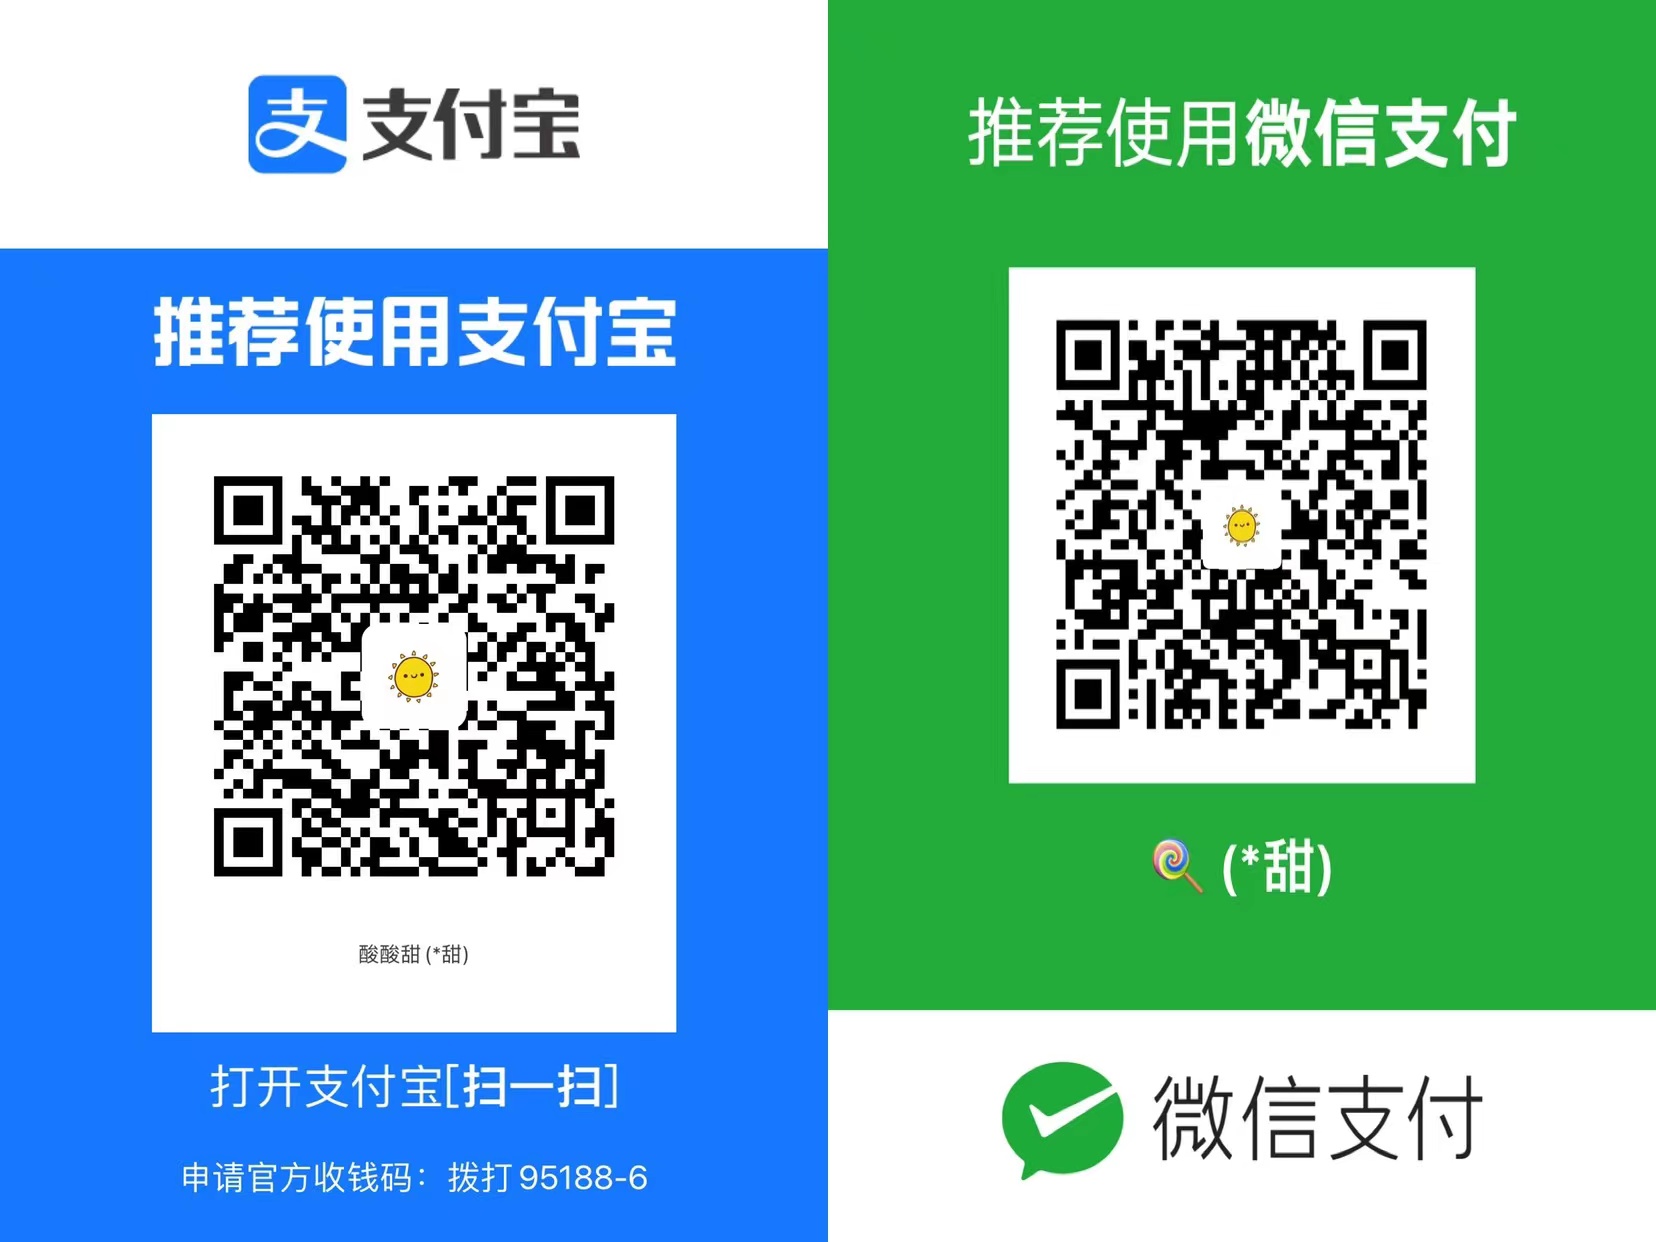 支付宝
推荐使用支付宝
酸酸甜 (*甜)
打开支付宝[扫一扫]
申请官方收钱码：拨打 95188-6
推荐使用微信支付
(*甜)
微信支付